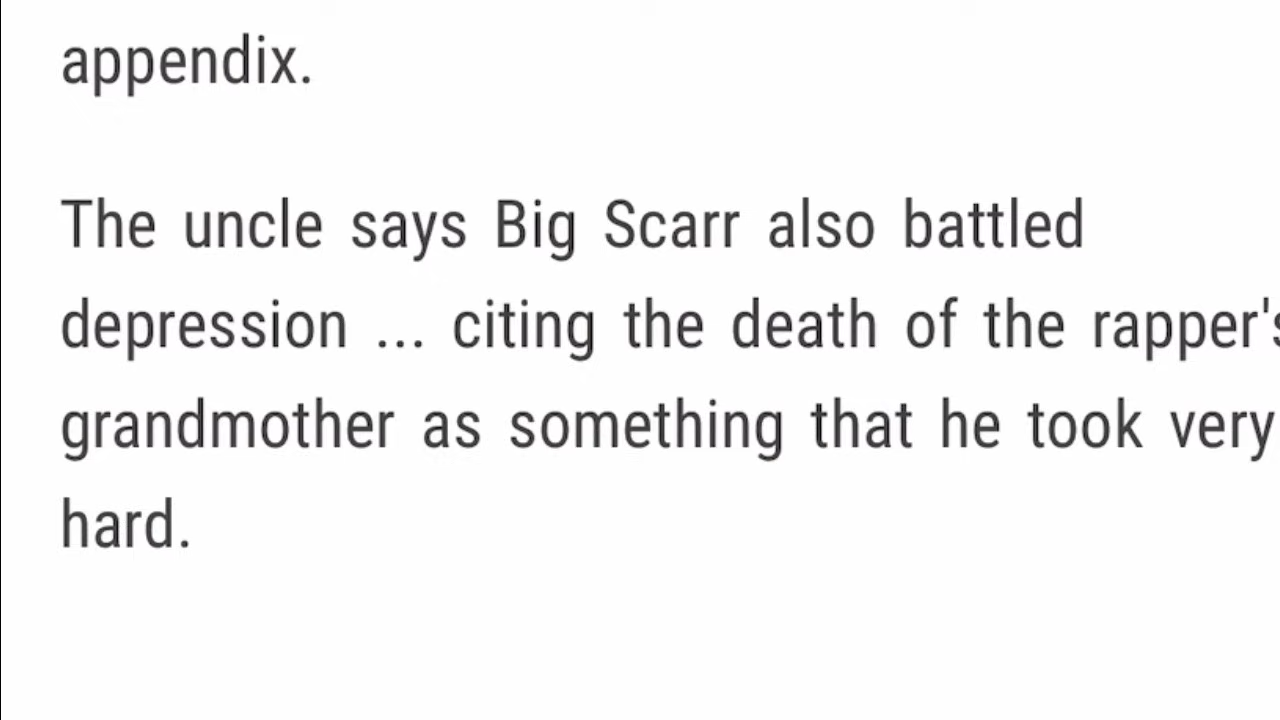 appendix.
The uncle says Big Scarr also battled
depression ... citing the death of the rapper's
grandmother as something that he took very
hard.